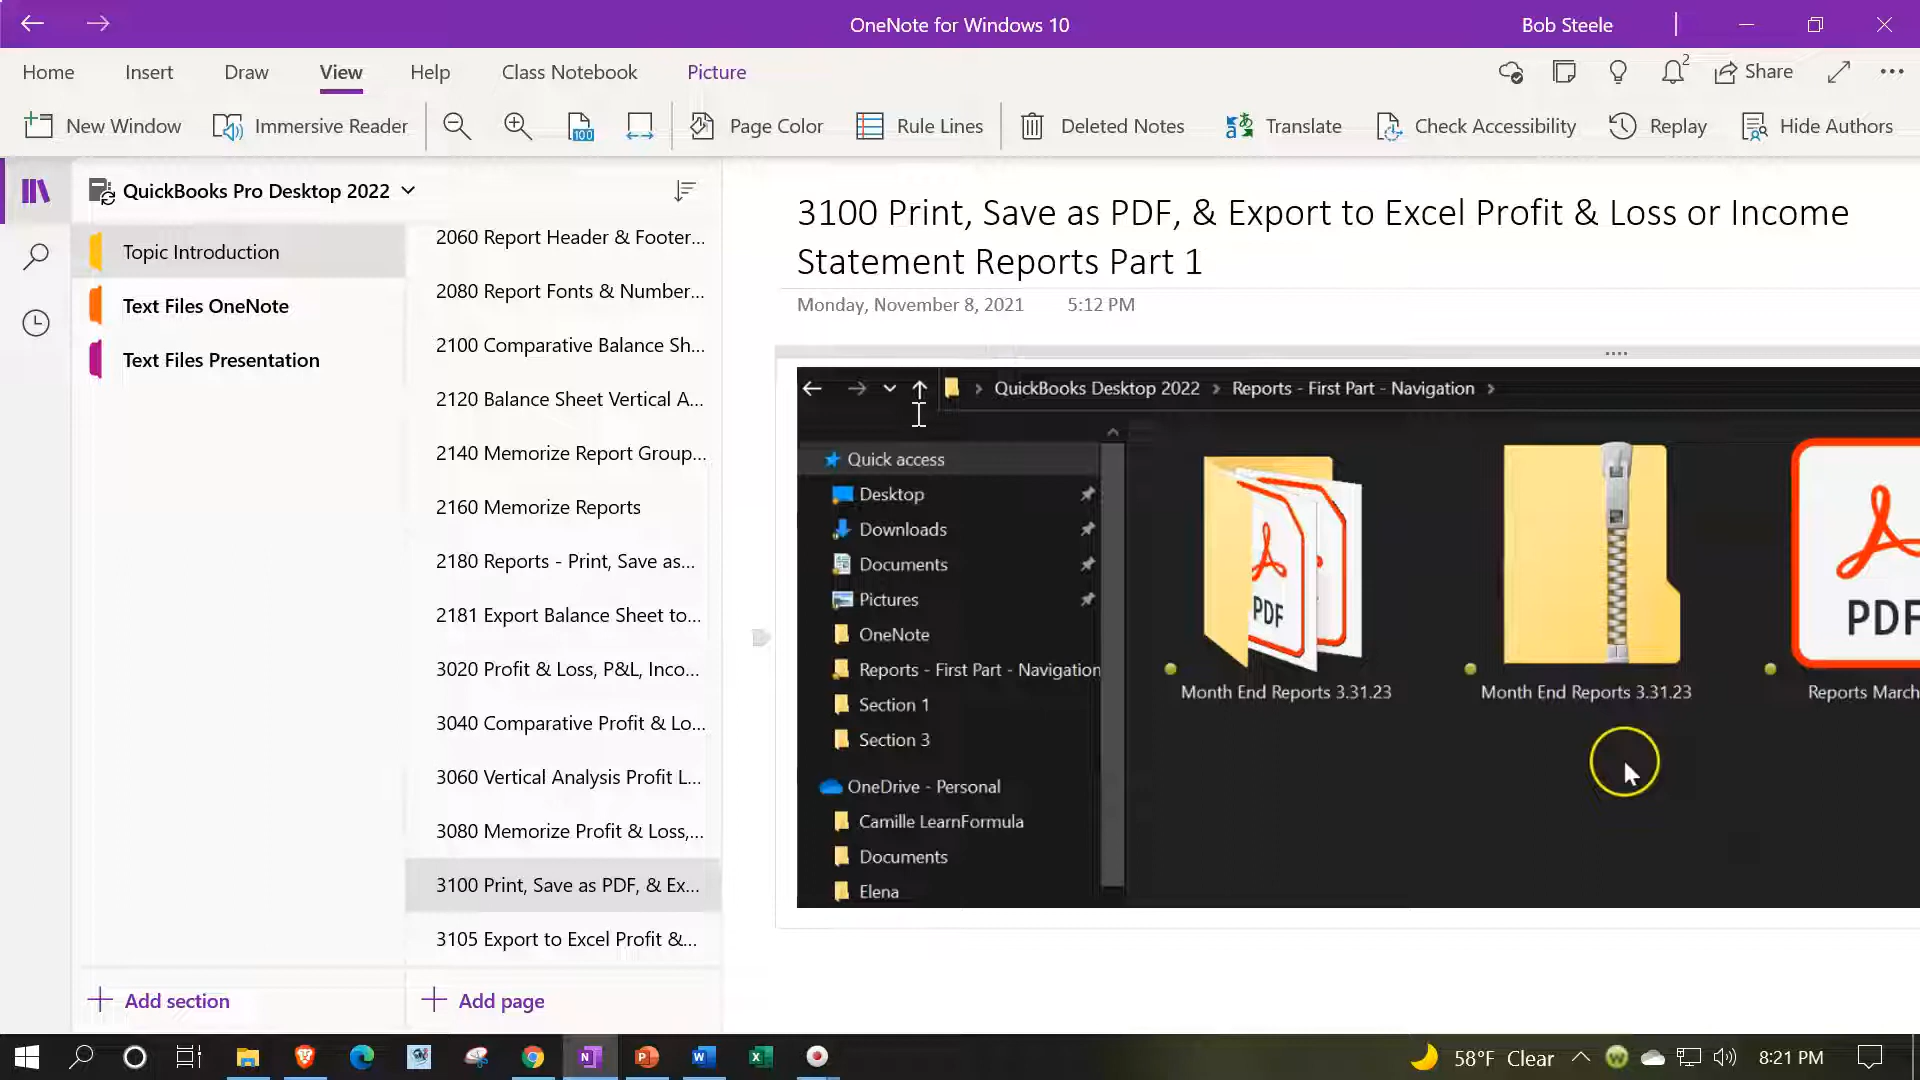 OneNote for Windows 10
Bob Steele
Home Insert Draw View Help Class Notebook Picture
2 Share
New Window Immersive Reader 100 Page Color Rule Lines Deleted Notes Translate Check Accessibility Replay Hide Authors
QuickBooks Pro Desktop 2022
Topic Introduction
Text Files OneNote
Text Files Presentation
Add section
2060 Report Header & Footer...
2080 Report Fonts & Number...
2100 Comparative Balance Sh...
2120 Balance Sheet Vertical A...
2140 Memorize Report Group...
2160 Memorize Reports
2180 Reports - Print, Save as...
2181 Export Balance Sheet to...
3020 Profit & Loss, P&L, Inco...
3040 Comparative Profit & Lo...
3060 Vertical Analysis Profit L...
3080 Memorize Profit & Loss,...
3100 Print, Save as PDF, & Ex...
3105 Export to Excel Profit &...
Add page
3100 Print, Save as PDF, & Export to Excel Profit & Loss or Income
Statement Reports Part 1
Monday, November 8, 2021 5:12 PM
QuickBooks Desktop 2022 Reports - First Part - Navigation
Quick access
Desktop
Downloads
Documents
Pictures
OneNote
Reports - First Part - Navigation
Section 1
Section 3
OneDrive - Personal
Camille LearnFormula
Documents
Elena
PDF
Month End Reports 3.31.23
Month End Reports 3.31.23
PDF
Reports March
58°F Clear
8:21 PM